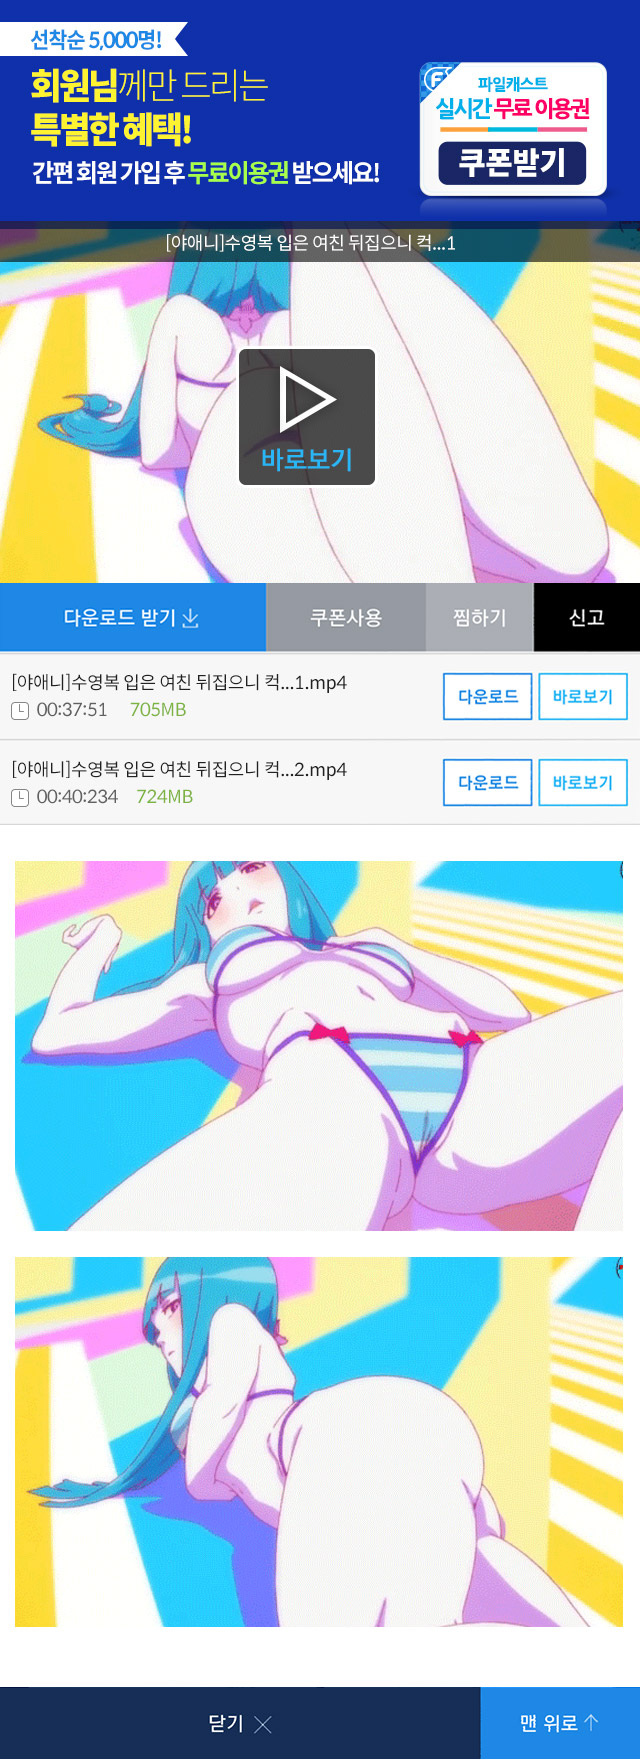 선착순 5,000명!
회원님께만 드리는
특별한 혜택!
간편 회원 가입 후 무료이용권 받으세요!
파일캐스트
실시간 무료 이용권
쿠폰받기
[야애니]수영복 입은 여친 뒤집으니 컥...1
바로보기
다운로드 받기 쿠폰사용 찜하기 신고
[야애니]수영복 입은 여친 뒤집으니 컥...1.mp4
00:37:51 705MB
다운로드 바로보기
[야애니]수영복 입은 여친 뒤집으니 컥...2.mp4
00:40:234 724MB
다운로드 바로보기
닫기 맨 위로